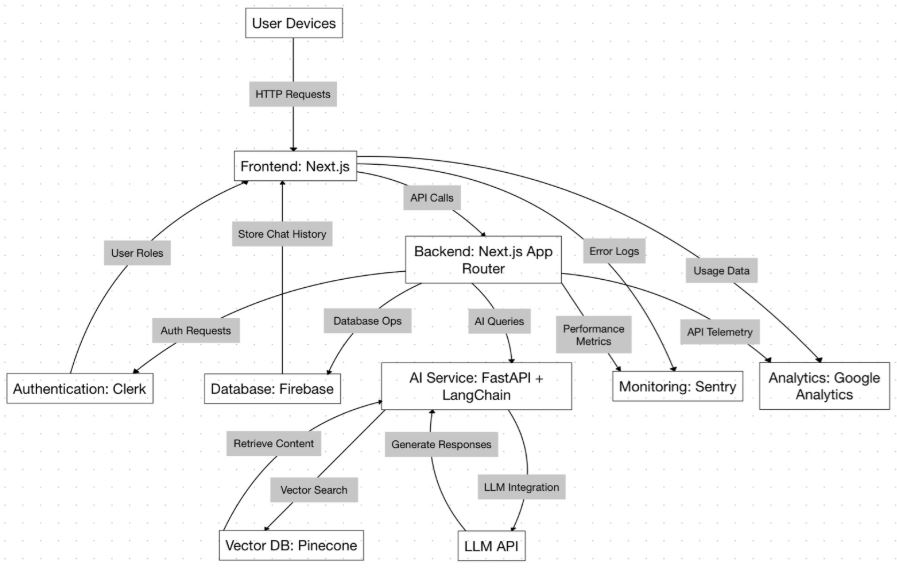 User Devices
HTTP Requests
Frontend: Next.js
API Calls
Store Chat History
User Roles
Backend: Next.js App
Router
Error Logs
Usage Data
Auth Requests
Database Ops
AI Queries
Performance
Metrics
API Telemetry
Authentication: Clerk
Database: Firebase
AI Service: FastAPI +
LangChain
Monitoring: Sentry
Analytics: Google
Analytics
Retrieve Content
Generate Responses
Vector Search
LLM Integration
Vector DB: Pinecone
LLM API